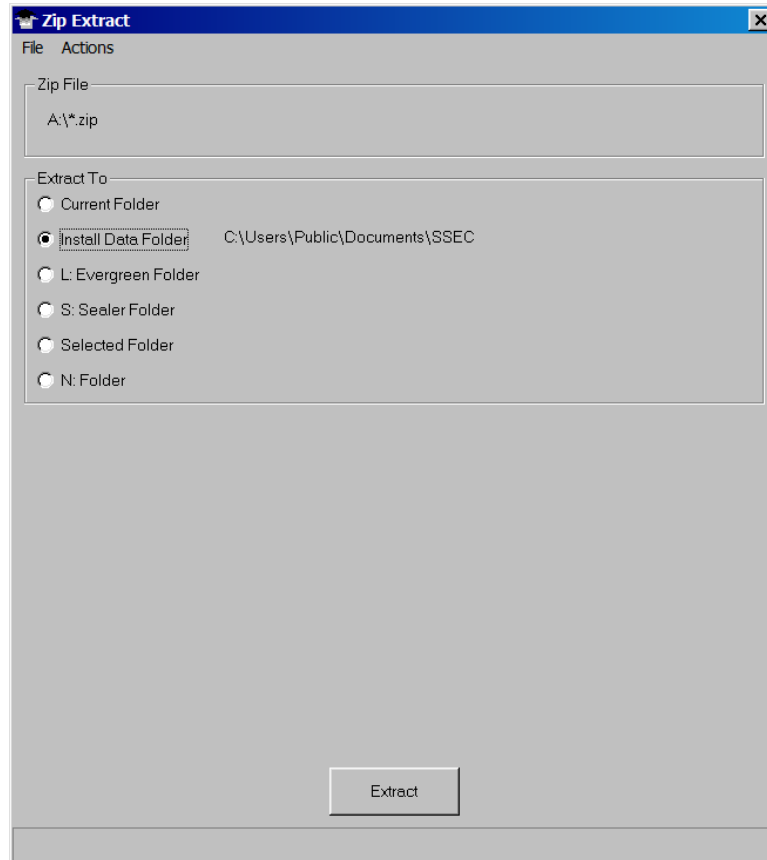 Zip Extract
File Actions
Zip File
A:\*.zip
Extract To
Current Folder
Install Data Folder C:\Users\Public\Documents\SSEC
L: Evergreen Folder
S: Sealer Folder
Selected Folder
N: Folder
Extract